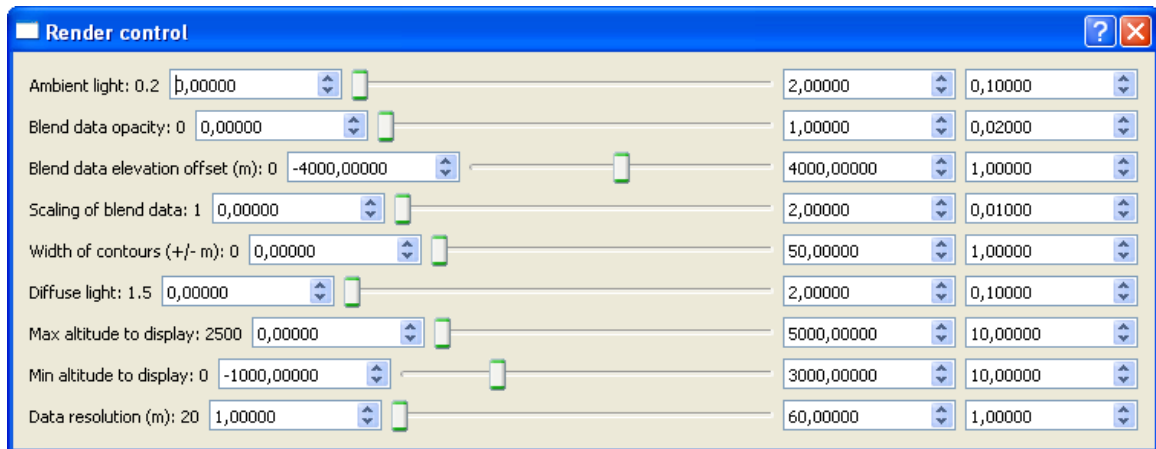 Render control
Ambient light: 0.2 0,00000 2,00000 0,10000
Blend data opacity: 0 0,00000 1,00000 0,02000
Blend data elevation offset (m): 0 -4000,00000 4000,00000 1,00000
Scaling of blend data: 1 0,00000 2,00000 0,01000
Width of contours (+/- m): 0 0,00000 50,00000 1,00000
Diffuse light: 1.5 0,00000 2,00000 0,10000
Max altitude to display: 2500 0,00000 5000,00000 10,00000
Min altitude to display: 0 -1000,00000 3000,00000 10,00000
Data resolution (m): 20 1,00000 60,00000 1,00000